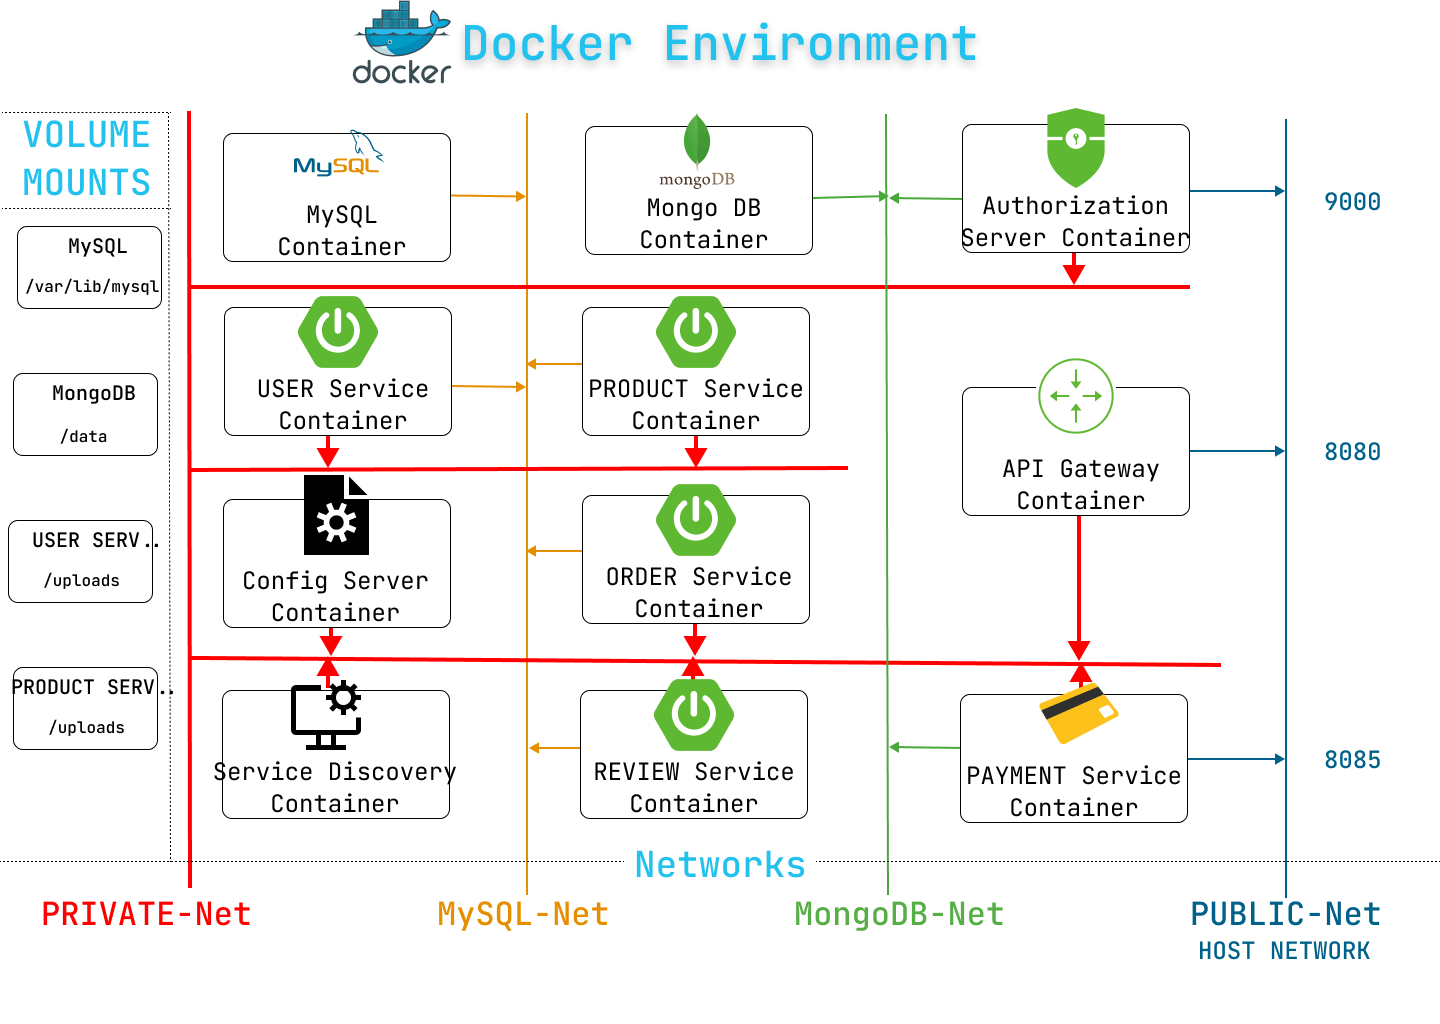 docker
Docker Environment
VOLUME
MOUNTS
MySQL
/var/lib/mysql
MongoDB
/data
USER SERV..
/uploads
PRODUCT SERV..
/uploads
MySQL
MySQL
Container
mongoDB
Mongo DB
Container
Authorization
Server Container
9000
USER Service
Container
PRODUCT Service
Container
API Gateway
Container
8080
Config Server
Container
ORDER Service
Container
Service Discovery
Container
REVIEW Service
Container
PAYMENT Service
Container
8085
Networks
PRIVATE-Net
MySQL-Net
MongoDB-Net
PUBLIC-Net
HOST NETWORK